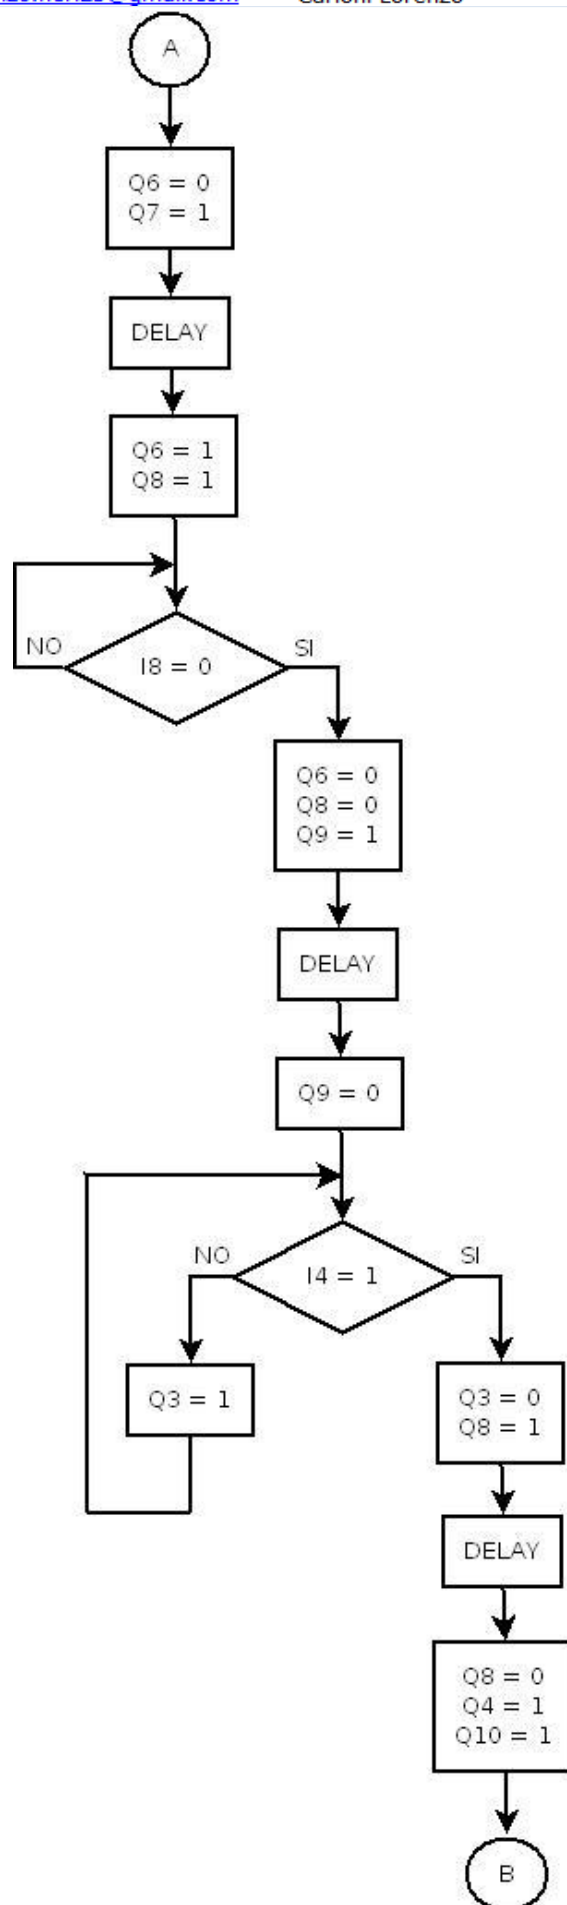 A
Q6 = 0
Q7 = 1
DELAY
Q6 = 1
Q8 = 1
NO
SI
I8 = 0
Q6 = 0
Q8 = 0
Q9 = 1
DELAY
Q9 = 0
NO
SI
I4 = 1
Q3 = 1
Q3 = 0
Q8 = 1
DELAY
Q8 = 0
Q4 = 1
Q10 = 1
B